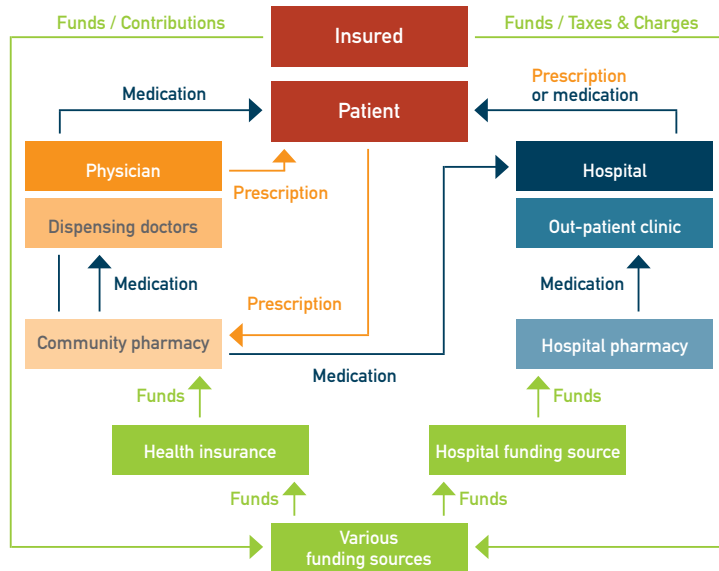 Funds / Contributions
Insured
Funds / Taxes & Charges
Medication
Patient
Prescription
or medication
Physician
Prescription
Hospital
Dispensing doctors
Out-patient clinic
Medication
Medication
Prescription
Community pharmacy
Hospital pharmacy
Medication
Funds
Funds
Health insurance
Hospital funding source
Funds
Funds
Various
funding sources